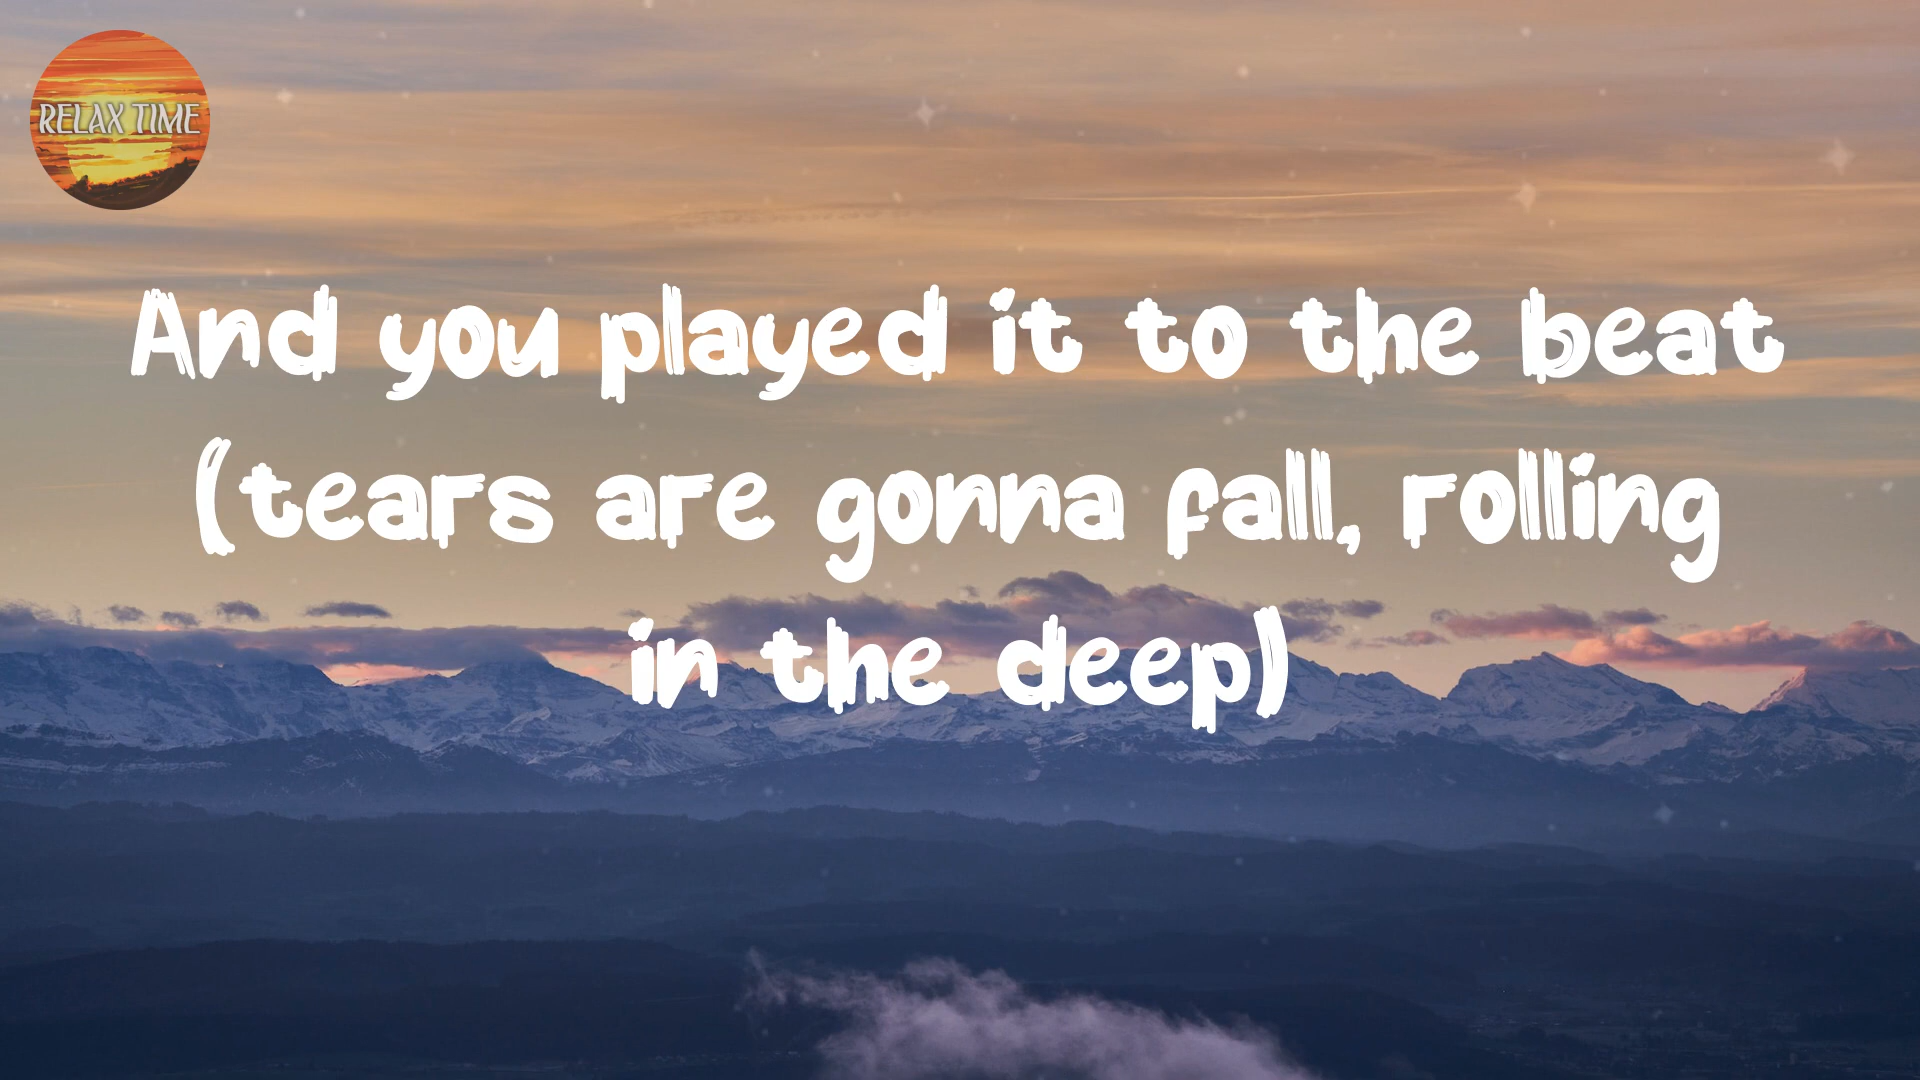 RELAX TIME
And you played it to the beat
(tears are gonna fall, rolling
in the deep)